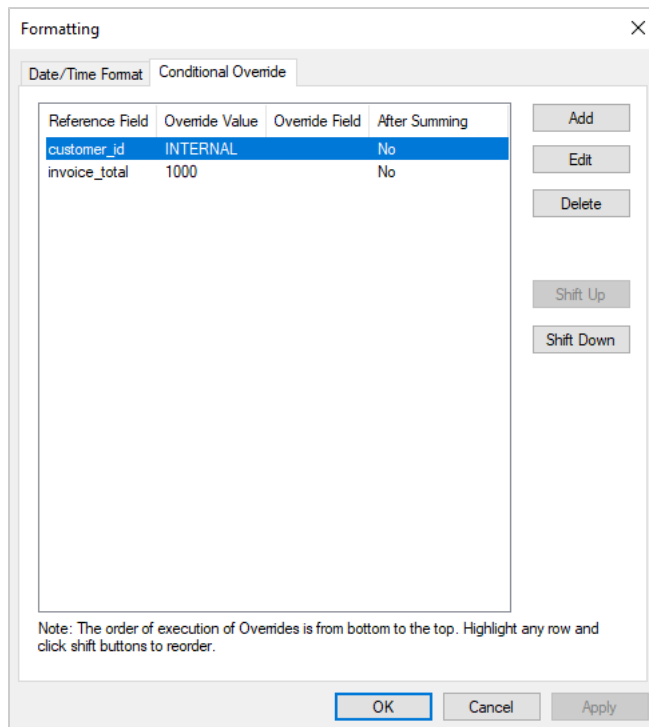 Formatting
Date/Time Format Conditional Override
Reference Field Override Value Override Field After Summing
customer_id INTERNAL No
invoice_total 1000 No
Add
Edit
Delete
Shift Up
Shift Down
Note: The order of execution of Overrides is from bottom to the top. Highlight any row and
click shift buttons to reorder.
OK Cancel Apply